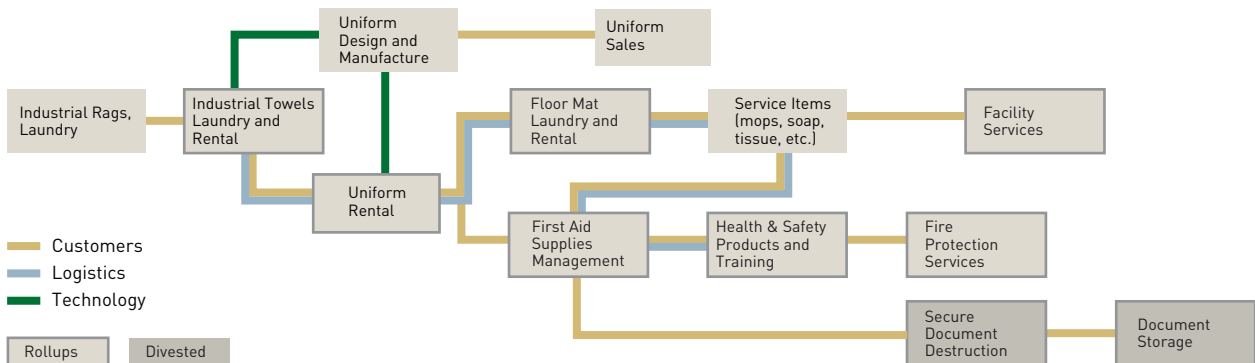 Uniform
Design and
Manufacture
Uniform
Sales
Industrial Rags,
Laundry
Industrial Towels
Laundry and
Rental
Floor Mat
Laundry and
Rental
Service Items
(mops, soap,
tissue, etc.)
Facility
Services
Uniform
Rental
First Aid
Supplies
Management
Health & Safety
Products and
Training
Fire
Protection
Services
Customers
Logistics
Technology
Secure
Document
Destruction
Document
Storage
Rollups
Divested